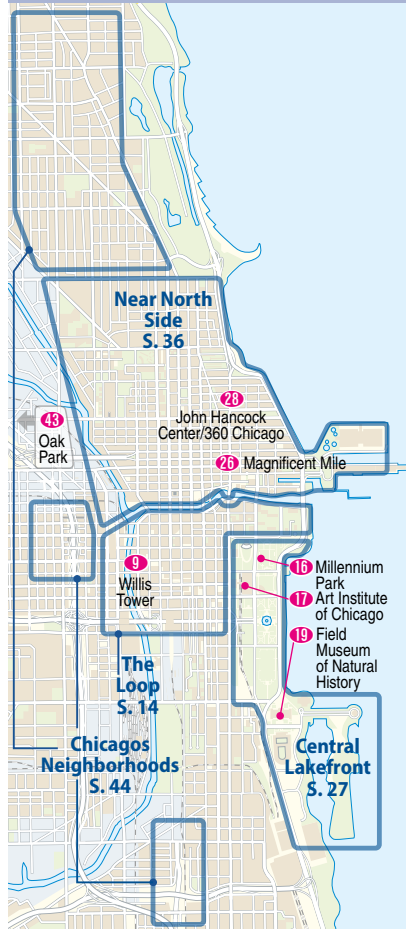 Near North
Side
S. 36
28
John Hancock
Center/360 Chicago
43
Oak
Park
26 Magnificent Mile
9
Willis
Tower
16 Millennium
Park
17 Art Institute
of Chicago
19 Field
Museum
of Natural
History
The
Loop
S. 14
Chicagos
Neighborhoods
S. 44
Central
Lakefront
S. 27